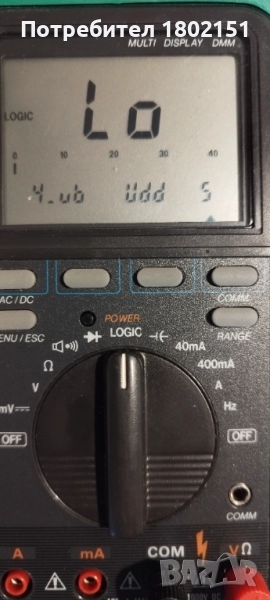 Потребител 1802151
MULTI DISPLAY DMM
LOGIC
Lo
0 10 20 30 40
4_ub Udd 5
AC / DC
COMM.
MENU / ESC
POWER
RANGE
LOGIC
40mA
400mA
Ω
A
V
Hz
mV
OFF
OFF
COMM
A
mA
COM
VΩ